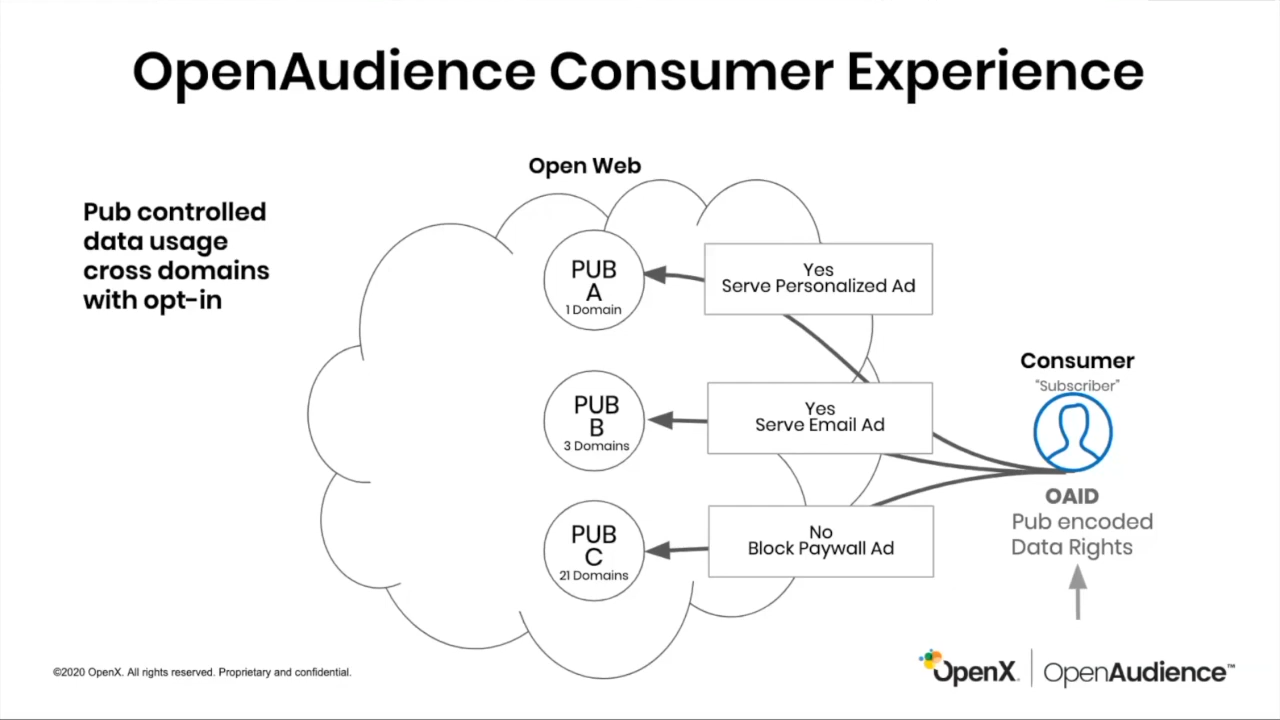 OpenAudience Consumer Experience
Open Web
Pub controlled
data usage
cross domains
with opt-in
PUB
A
1 Domain
Yes
Serve Personalized Ad
PUB
B
3 Domains
Yes
Serve Email Ad
PUB
C
21 Domains
No
Block Paywall Ad
Consumer
"Subscriber"
OAID
Pub encoded
Data Rights
©2020 OpenX. All rights reserved. Proprietary and confidential.
OpenX. | OpenAudience™